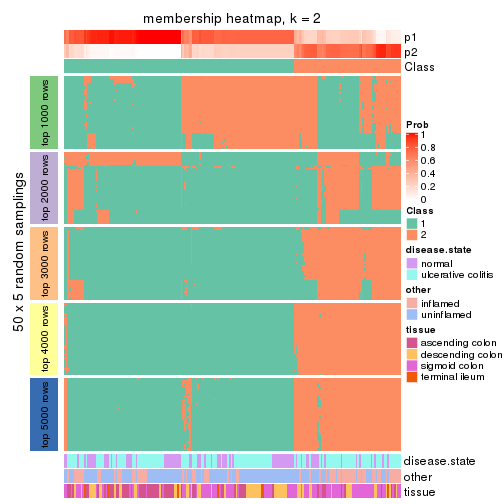 membership heatmap, k = 2
p1
p2
Class
50 x 5 random samplings
top 1000 rows
top 2000 rows
top 3000 rows
top 4000 rows
top 5000 rows
disease.state
other
tissue
Prob
1
0.8
0.6
0.4
0.2
0
Class
1
2
disease.state
normal
ulcerative colitis
other
inflamed
uninflamed
tissue
ascending colon
descending colon
sigmoid colon
terminal ileum